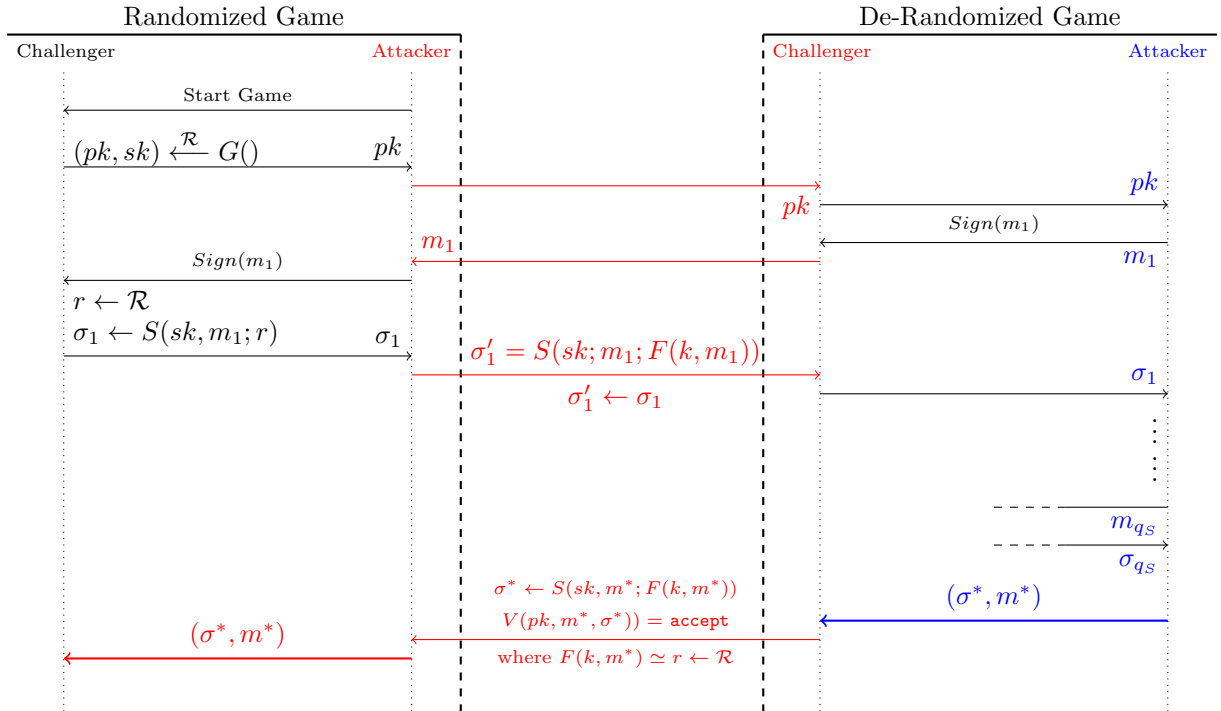 Randomized Game
De-Randomized Game
Challenger
Attacker
Challenger
Attacker
Start Game
(pk, sk) ←^R G()
pk
pk
pk
Sign(m₁)
m₁
m₁
Sign(m₁)
r ← R
σ₁ ← S(sk, m₁; r)
σ₁
σ′₁ = S(sk; m₁; F(k, m₁))
σ′₁ ← σ₁
σ₁
m_{q_S}
σ_{q_S}
σ* ← S(sk, m*; F(k, m*))
(σ*, m*)
V(pk, m*, σ*)) = accept
(σ*, m*)
where F(k, m*) ≃ r ← R